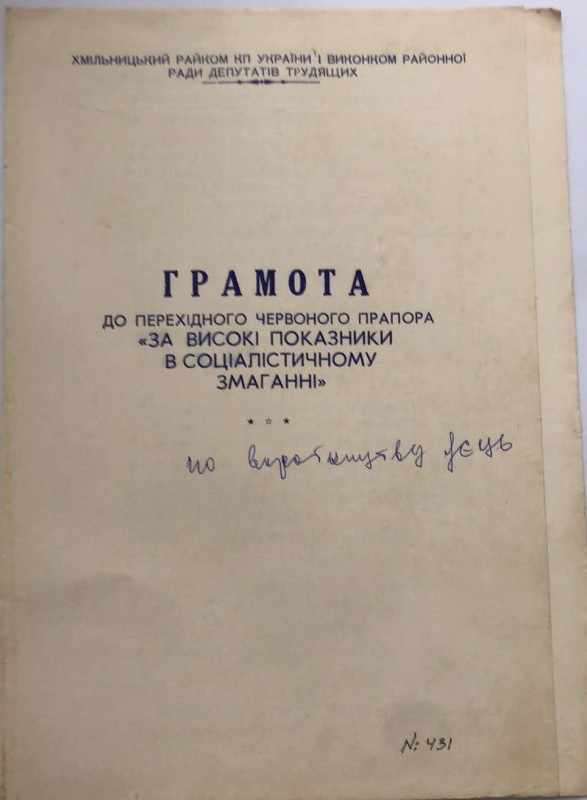 ХМІЛЬНИЦЬКИЙ РАЙКОМ КП УКРАЇНИ І ВИКОНКОМ РАЙОННОЇ
РАДИ ДЕПУТАТІВ ТРУДЯЩИХ
ГРАМОТА
ДО ПЕРЕХІДНОГО ЧЕРВОНОГО ПРАПОРА
«ЗА ВИСОКІ ПОКАЗНИКИ
В СОЦІАЛІСТИЧНОМУ
ЗМАГАННІ»
по виробництву яєць
№: 431